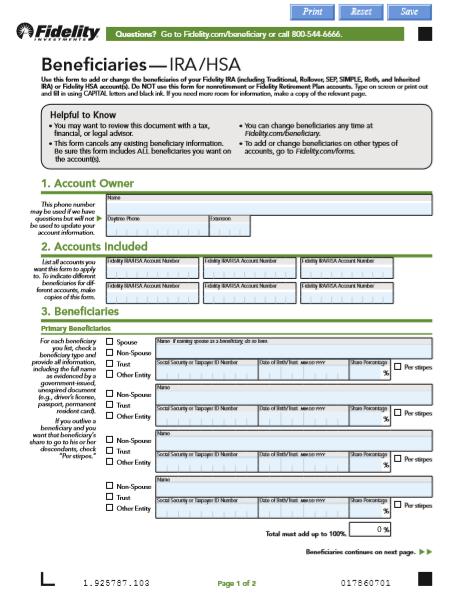 Print Reset Save
Fidelity
INVESTMENTS
Questions? Go to Fidelity.com/beneficiary or call 800-544-6666.
Beneficiaries — IRA/HSA
Use this form to add or change the beneficiaries of your Fidelity IRA (including Traditional, Rollover, SEP, SIMPLE, Roth, and Inherited
IRA) or Fidelity HSA account(s). Do NOT use this form for nonretirement or Fidelity Retirement Plan accounts. Type on screen or print out
and fill in using CAPITAL letters and black ink. If you need more room for information, make a copy of the relevant page.
Helpful to Know
• You may want to review this document with a tax,
financial, or legal advisor.
• This form cancels any existing beneficiary information.
Be sure this form includes ALL beneficiaries you want on
the account(s).
• You can change beneficiaries any time at
Fidelity.com/beneficiary.
• To add or change beneficiaries on other types of
accounts, go to Fidelity.com/forms.
1. Account Owner
Name
This phone number
may be used if we have
questions but will not
be used to update your
account information.
Daytime Phone Extension
2. Accounts Included
List all accounts you
want this form to apply
to. To indicate different
beneficiaries for dif-
ferent accounts, make
copies of this form.
Fidelity IRA/HSA Account Number Fidelity IRA/HSA Account Number Fidelity IRA/HSA Account Number
Fidelity IRA/HSA Account Number Fidelity IRA/HSA Account Number Fidelity IRA/HSA Account Number
3. Beneficiaries
Primary Beneficiaries
For each beneficiary
you list, check a
beneficiary type and
provide all information,
including the full name
as evidenced by a
government-issued,
unexpired document
(e.g., driver's license,
passport, permanent
resident card).
If you outlive a
beneficiary and you
want that beneficiary's
share to go to his or her
descendants, check
"Per stirpes."
Spouse
Non-Spouse
Trust
Other Entity
Name If naming spouse as a beneficiary, do so here.
Social Security or Taxpayer ID Number Date of Birth/Trust MM DD YYYY Share Percentage
% Per stirpes
Non-Spouse
Trust
Other Entity
Name
Social Security or Taxpayer ID Number Date of Birth/Trust MM DD YYYY Share Percentage
% Per stirpes
Non-Spouse
Trust
Other Entity
Name
Social Security or Taxpayer ID Number Date of Birth/Trust MM DD YYYY Share Percentage
% Per stirpes
Non-Spouse
Trust
Other Entity
Name
Social Security or Taxpayer ID Number Date of Birth/Trust MM DD YYYY Share Percentage
% Per stirpes
Total must add up to 100%. 0 %
Beneficiaries continues on next page.
1.925787.103 Page 1 of 2 017860701